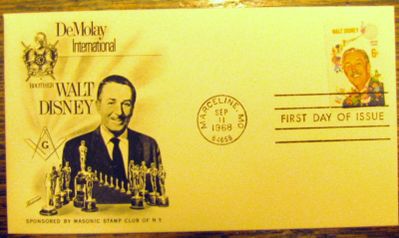 DeMolay
International
BROTHER
WALT
DISNEY
G
SPONSORED BY MASONIC STAMP CLUB OF N.Y.
MARCELINE, MO
SEP
11
1968
64658
WALT DISNEY
6c
FIRST DAY OF ISSUE